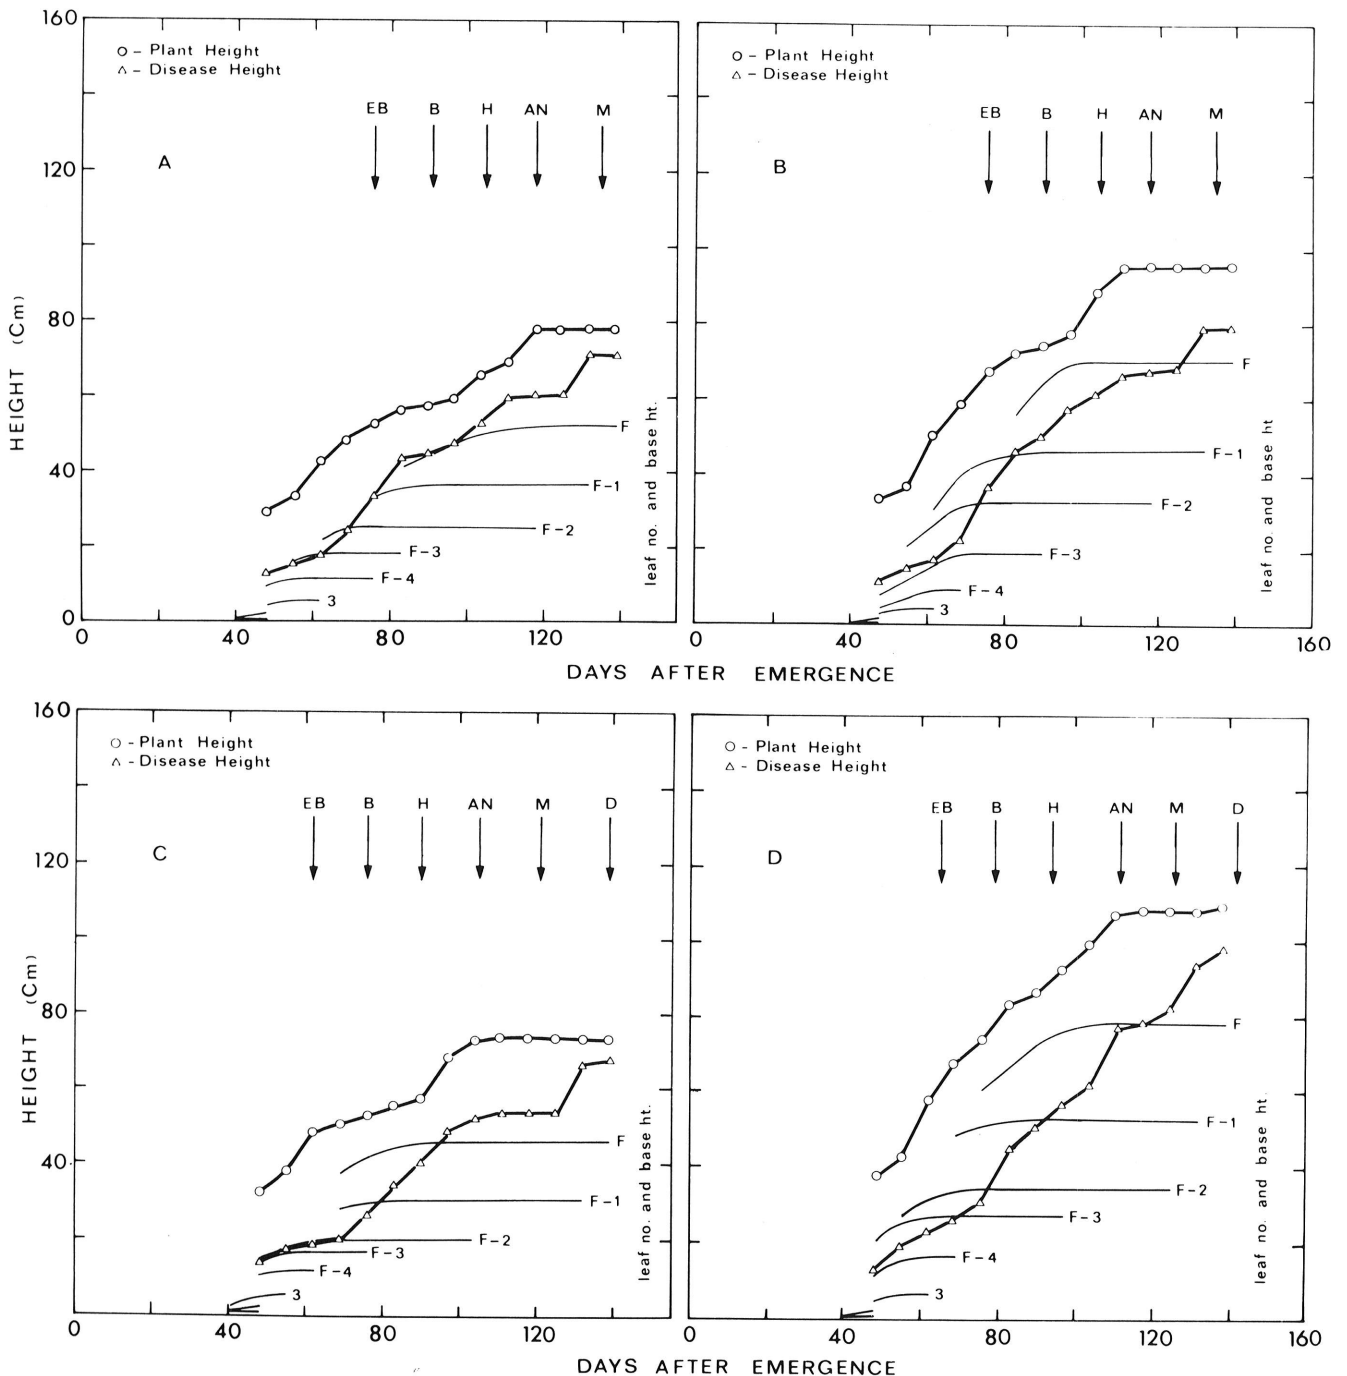 160
120
80
40
0
HEIGHT (Cm)
O - Plant Height
△ - Disease Height
EB B H AN M
A
F
F-1
F-2
F-3
F-4
3
leaf no. and base ht.
0 40 80 120
O - Plant Height
△ - Disease Height
EB B H AN M
B
F
F-1
F-2
F-3
F-4
3
leaf no. and base ht
0 40 80 120 160
DAYS AFTER EMERGENCE
160
120
80
40
HEIGHT (Cm)
O - Plant Height
△ - Disease Height
EB B H AN M D
C
F
F-1
F-2
F-3
F-4
3
leaf no. and base ht.
0 40 80 120
O - Plant Height
△ - Disease Height
EB B H AN M D
D
F
F-1
F-2
F-3
F-4
3
leaf no. and base ht.
0 40 80 120 160
DAYS AFTER EMERGENCE